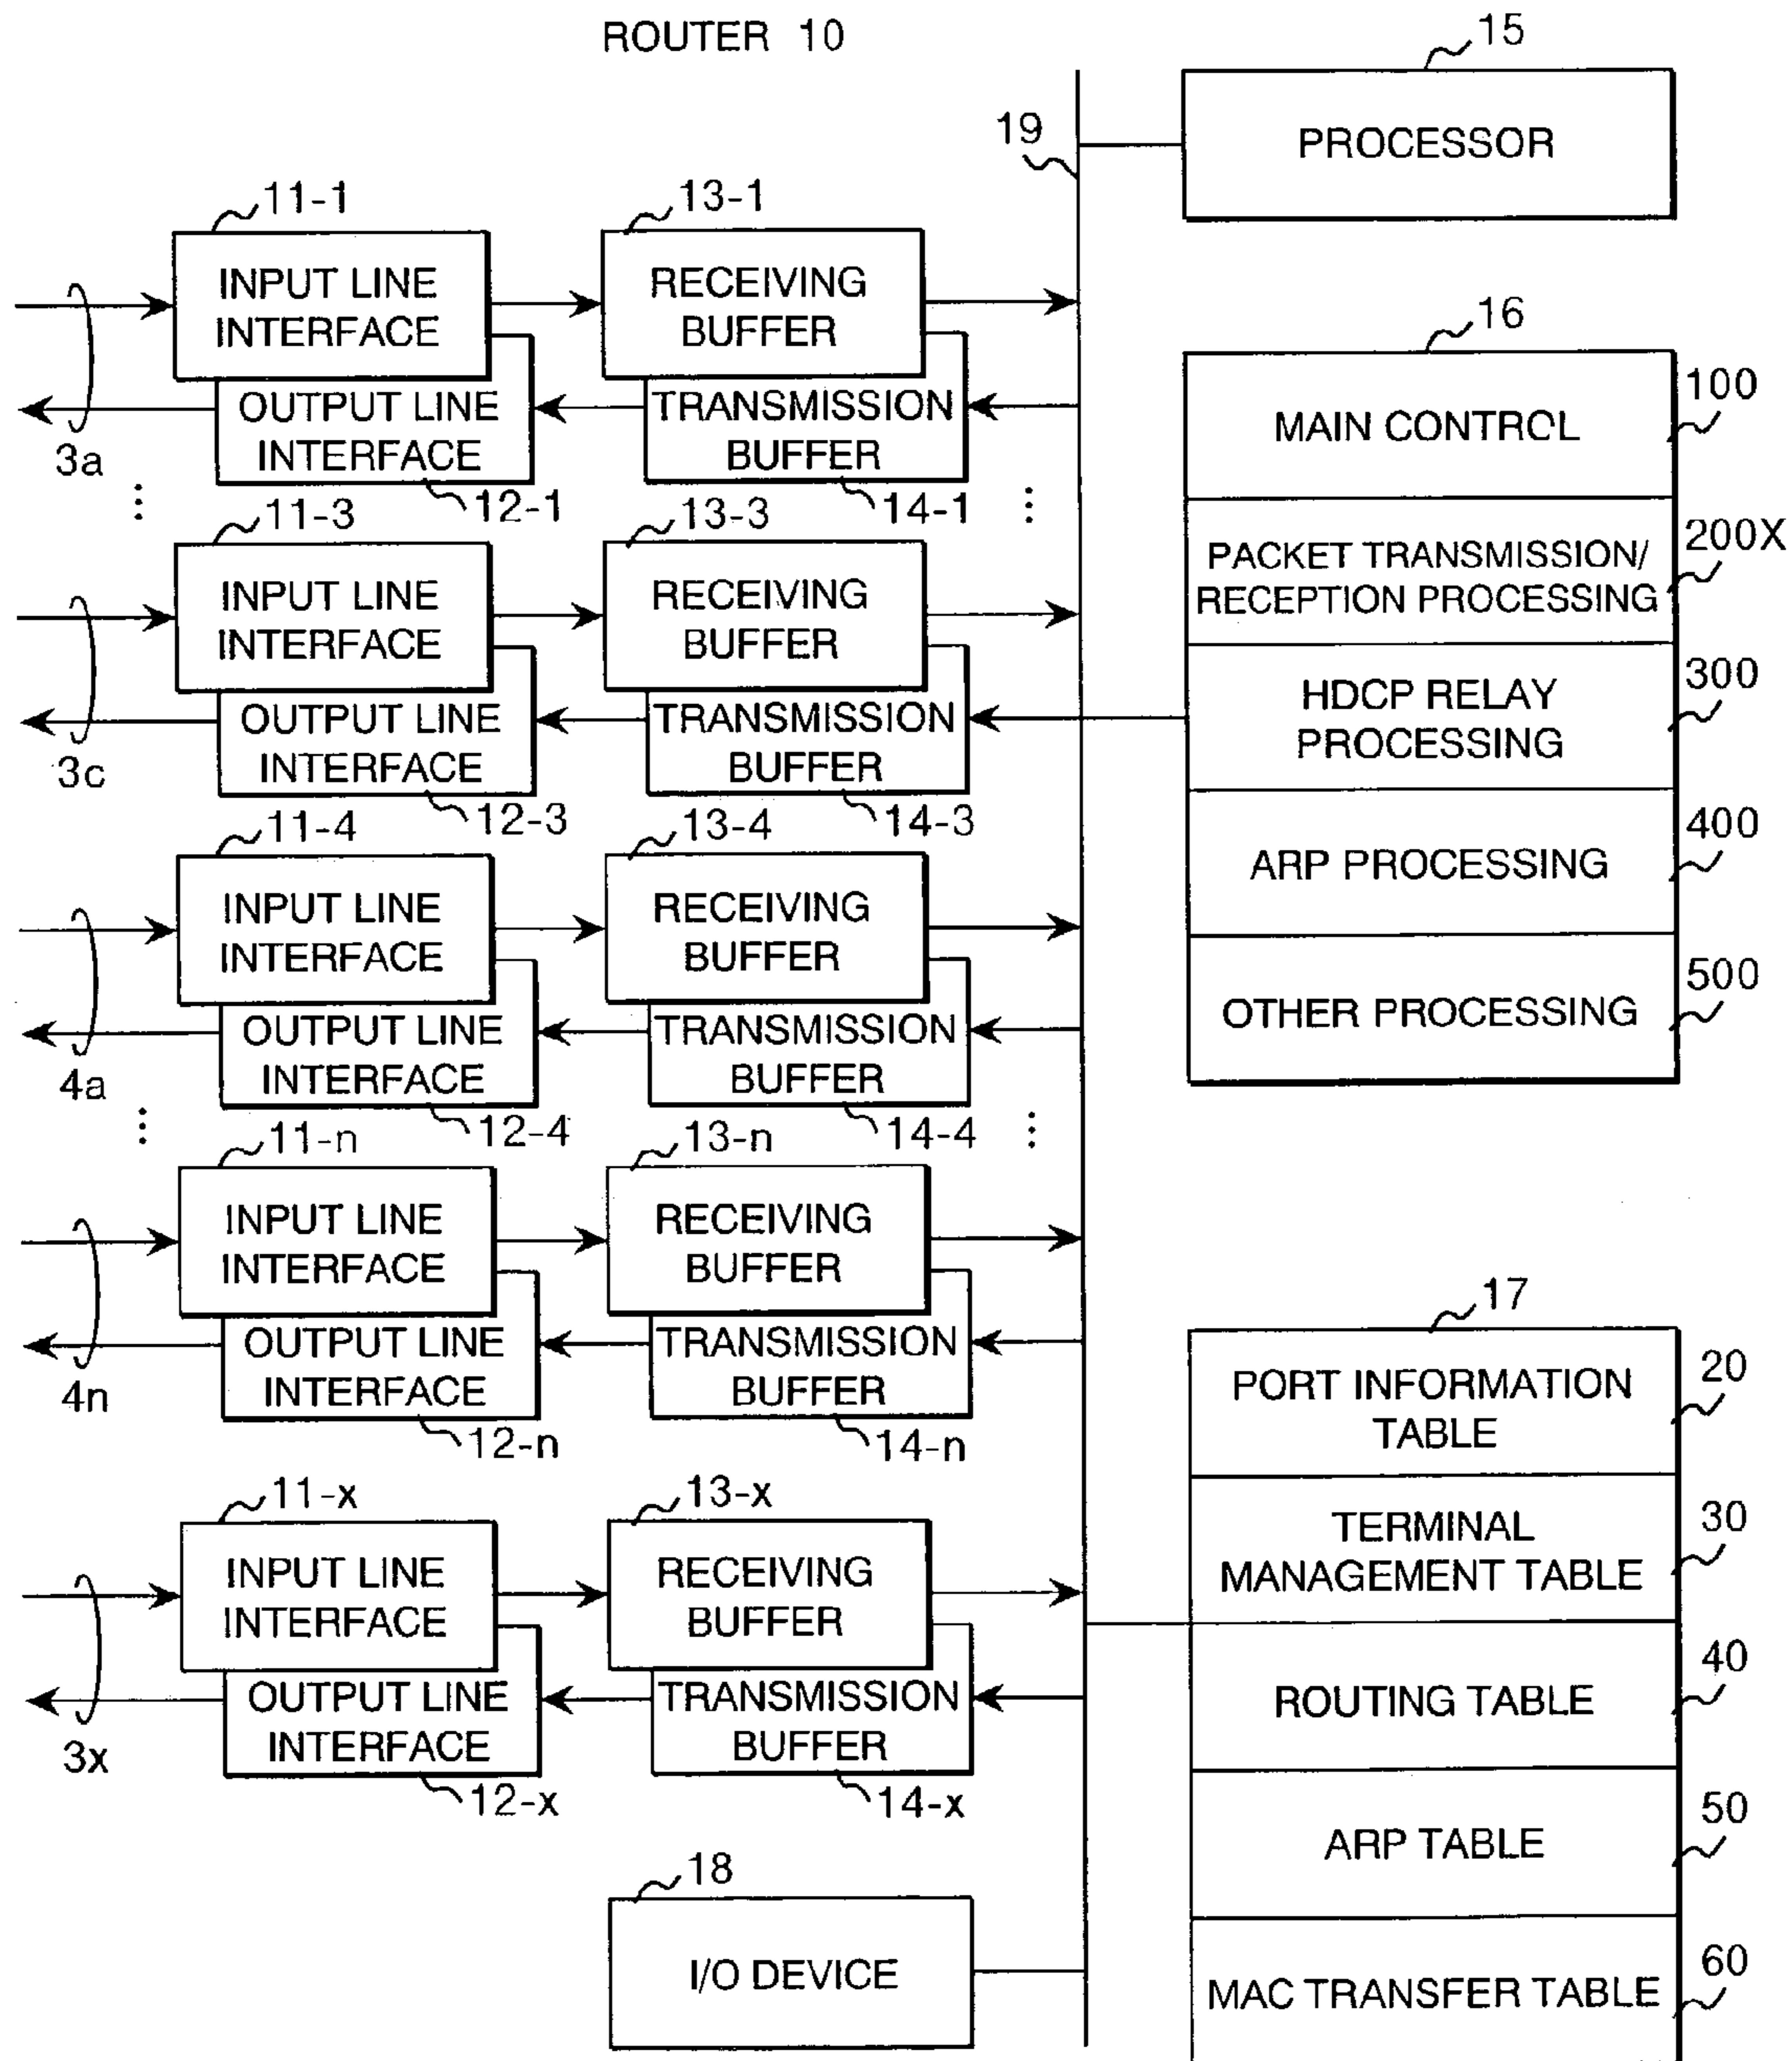 ROUTER 10
15
PROCESSOR
19
11-1
13-1
INPUT LINE
INTERFACE
RECEIVING
BUFFER
OUTPUT LINE
INTERFACE
TRANSMISSION
BUFFER
3a
12-1
14-1
11-3
13-3
INPUT LINE
INTERFACE
RECEIVING
BUFFER
OUTPUT LINE
INTERFACE
TRANSMISSION
BUFFER
3c
12-3
14-3
11-4
13-4
INPUT LINE
INTERFACE
RECEIVING
BUFFER
OUTPUT LINE
INTERFACE
TRANSMISSION
BUFFER
4a
12-4
14-4
11-n
13-n
INPUT LINE
INTERFACE
RECEIVING
BUFFER
OUTPUT LINE
INTERFACE
TRANSMISSION
BUFFER
4n
12-n
14-n
11-x
13-x
INPUT LINE
INTERFACE
RECEIVING
BUFFER
OUTPUT LINE
INTERFACE
TRANSMISSION
BUFFER
3x
12-x
14-x
18
I/O DEVICE
16
MAIN CONTROL
100
PACKET TRANSMISSION/
RECEPTION PROCESSING
200X
HDCP RELAY
PROCESSING
300
ARP PROCESSING
400
OTHER PROCESSING
500
17
PORT INFORMATION
TABLE
20
TERMINAL
MANAGEMENT TABLE
30
ROUTING TABLE
40
ARP TABLE
50
MAC TRANSFER TABLE
60